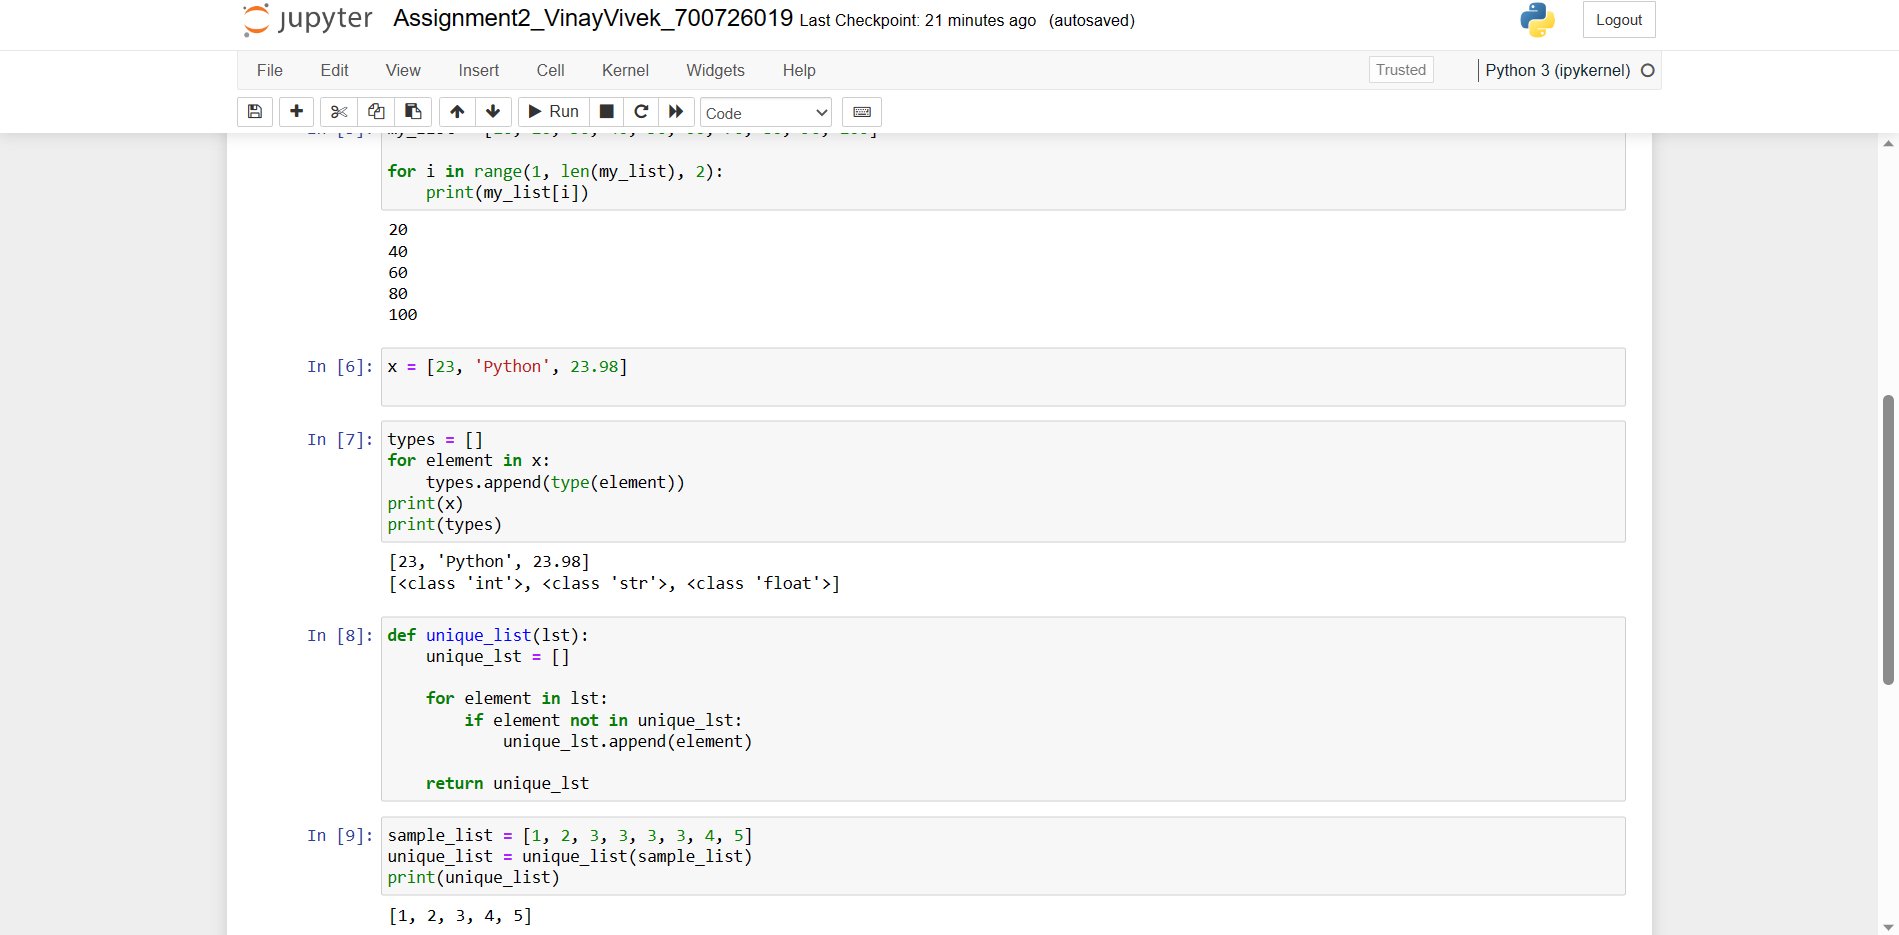 jupyter Assignment2_VinayVivek_700726019 Last Checkpoint: 21 minutes ago (autosaved) Logout
File Edit View Insert Cell Kernel Widgets Help Trusted Python 3 (ipykernel)
Run Code
for i in range(1, len(my_list), 2):
    print(my_list[i])
20
40
60
80
100
In [6]: x = [23, 'Python', 23.98]
In [7]: types = []
for element in x:
    types.append(type(element))
print(x)
print(types)
[23, 'Python', 23.98]
[<class 'int'>, <class 'str'>, <class 'float'>]
In [8]: def unique_list(lst):
    unique_lst = []
    for element in lst:
        if element not in unique_lst:
            unique_lst.append(element)
    return unique_lst
In [9]: sample_list = [1, 2, 3, 3, 3, 3, 4, 5]
unique_list = unique_list(sample_list)
print(unique_list)
[1, 2, 3, 4, 5]